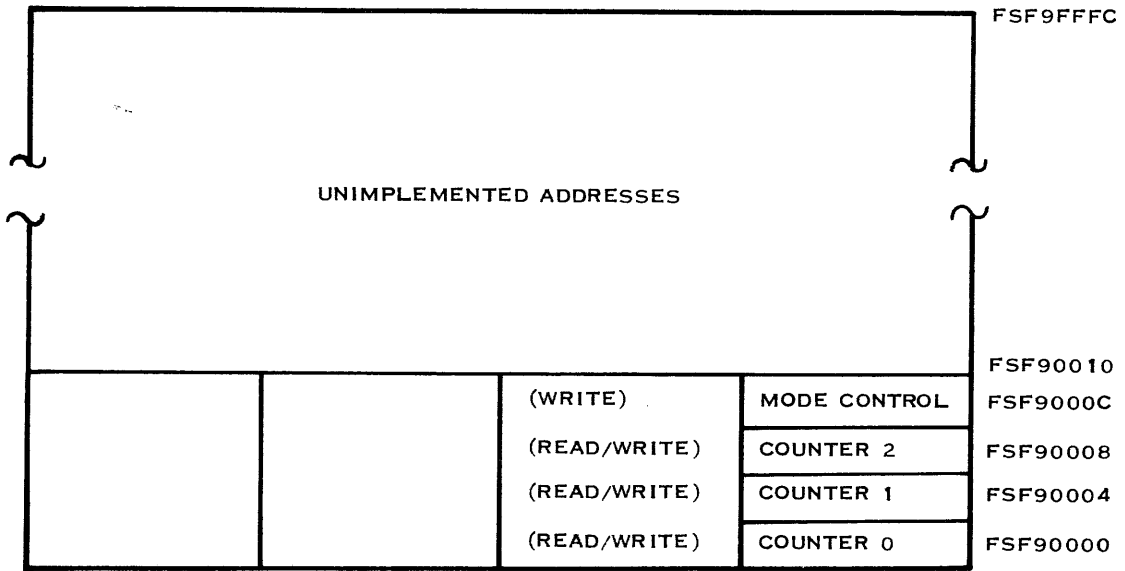 FSF9FFFC
UNIMPLEMENTED ADDRESSES
FSF90010
(WRITE) MODE CONTROL FSF9000C
(READ/WRITE) COUNTER 2 FSF90008
(READ/WRITE) COUNTER 1 FSF90004
(READ/WRITE) COUNTER 0 FSF90000